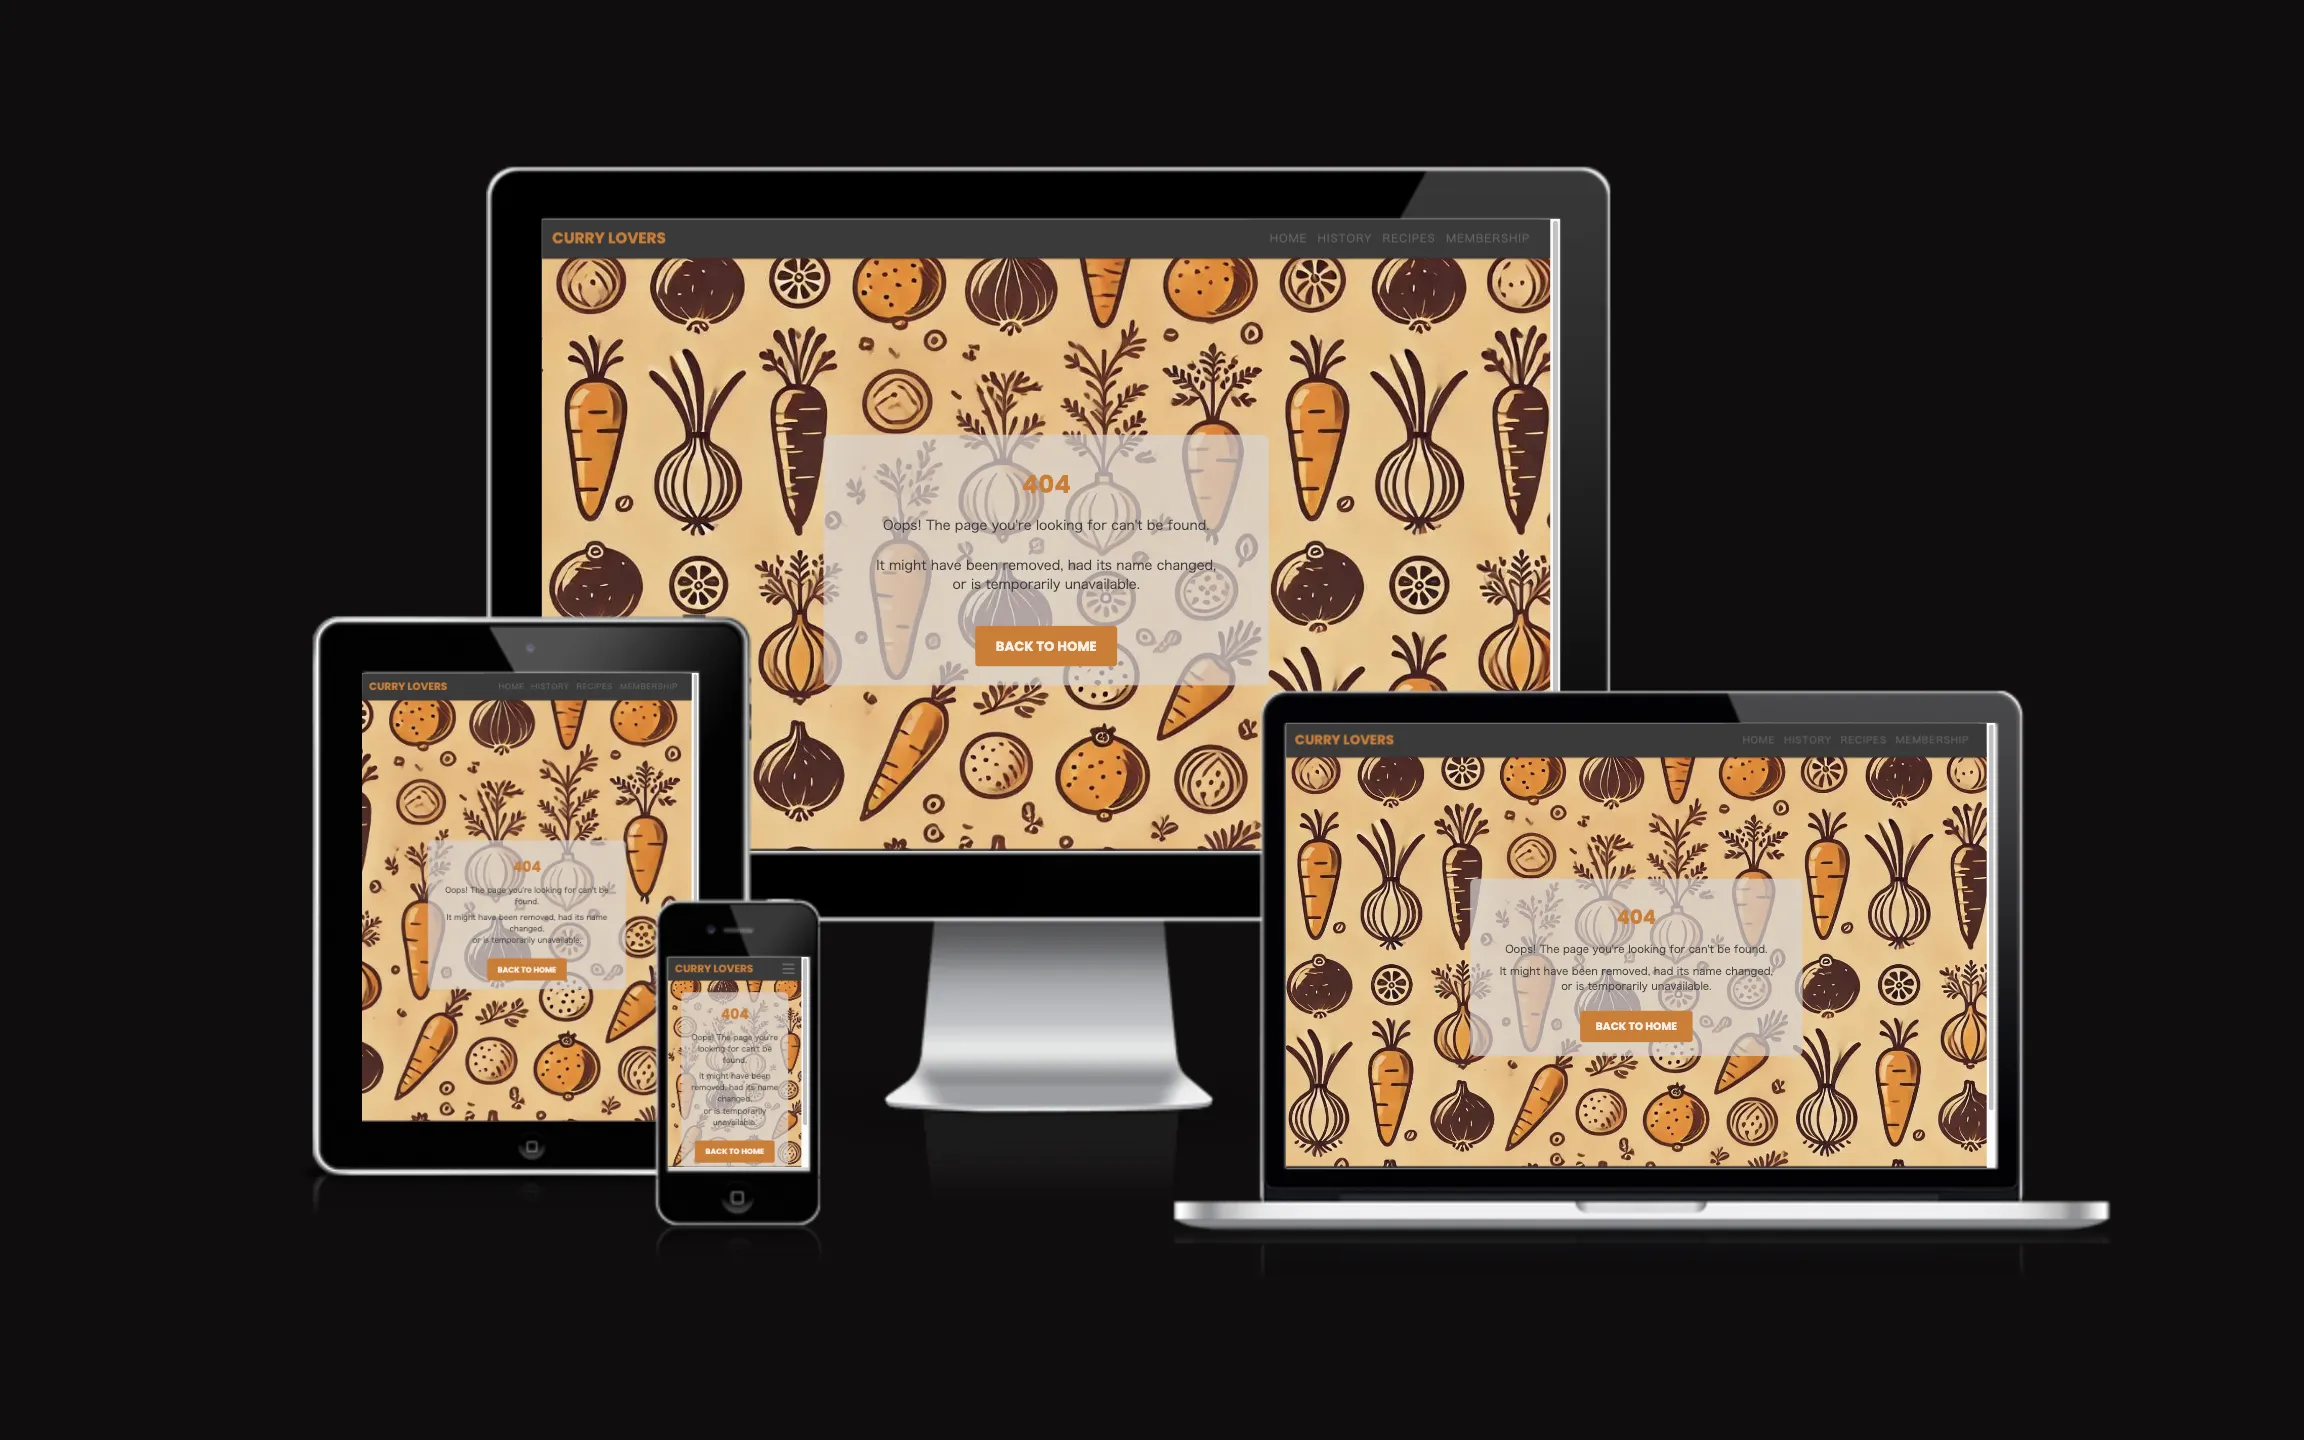 CURRY LOVERS
HOME HISTORY RECIPES MEMBERSHIP
404
Oops! The page you're looking for can't be found.
It might have been removed, had its name changed,
or is temporarily unavailable.
BACK TO HOME
CURRY LOVERS
HOME HISTORY RECIPES MEMBERSHIP
404
Oops! The page you're looking for can't be
found.
It might have been removed, had its name
changed,
or is temporarily unavailable.
BACK TO HOME
CURRY LOVERS
404
Oops! The page you're
looking for can't be
found.
It might have been
removed, had its name
changed,
or is temporarily
unavailable.
BACK TO HOME
CURRY LOVERS
HOME HISTORY RECIPES MEMBERSHIP
404
Oops! The page you're looking for can't be found.
It might have been removed, had its name changed,
or is temporarily unavailable.
BACK TO HOME